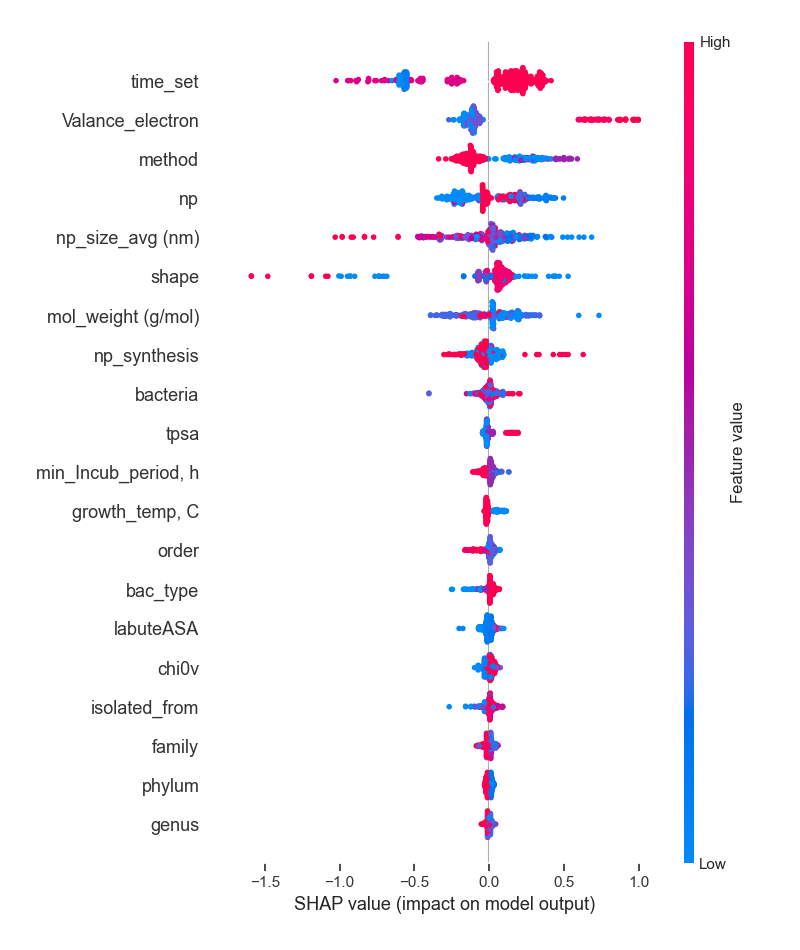 High
time_set
Valance_electron
method
np
np_size_avg (nm)
shape
mol_weight (g/mol)
np_synthesis
bacteria
tpsa
min_Incub_period, h
growth_temp, C
order
bac_type
labuteASA
chi0v
isolated_from
family
phylum
genus
Feature value
Low
−1.5 −1.0 −0.5 0.0 0.5 1.0
SHAP value (impact on model output)